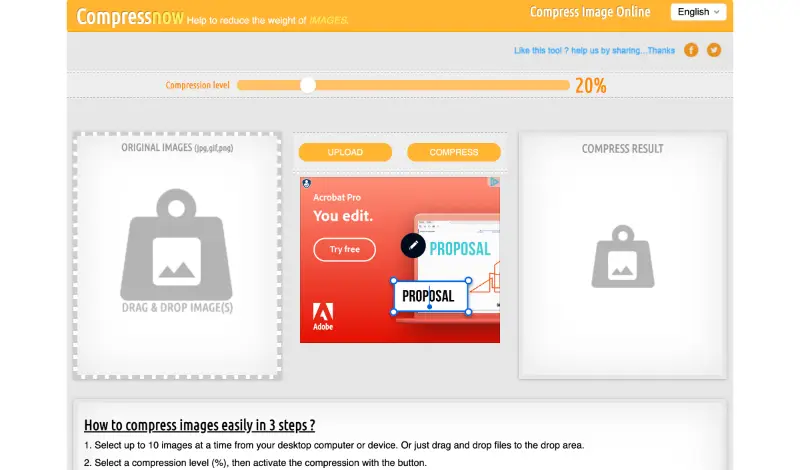 Compressnow Help to reduce the weight of IMAGES.
Compress Image Online
English
Like this tool ? help us by sharing...Thanks
Compression level
20%
ORIGINAL IMAGES (jpg,gif,png)
DRAG & DROP IMAGE(S)
UPLOAD
COMPRESS
Acrobat Pro
You edit.
Try free
Adobe
PROPOSAL
PROPOSAL
COMPRESS RESULT
How to compress images easily in 3 steps ?
1. Select up to 10 images at a time from your desktop computer or device. Or just drag and drop files to the drop area.
2. Select a compression level (%), then activate the compression with the button.